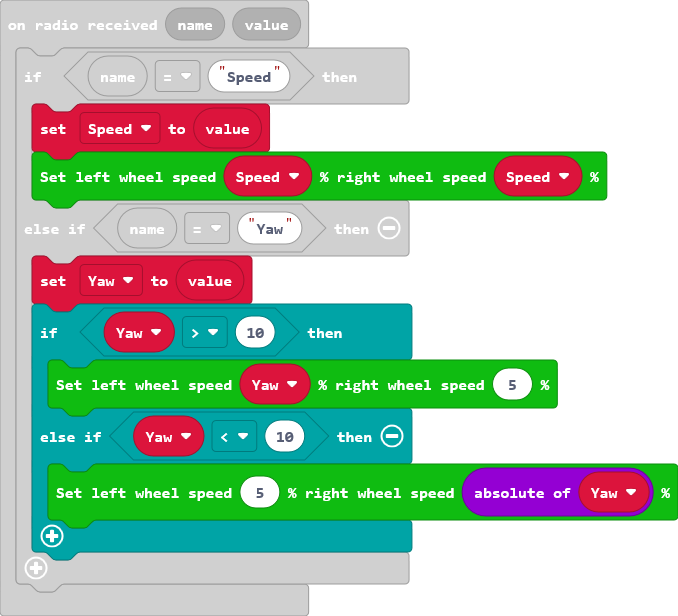 on radio received name value
if name = "Speed" then
set Speed to value
Set left wheel speed Speed % right wheel speed Speed %
else if name = "Yaw" then
set Yaw to value
if Yaw > 10 then
Set left wheel speed Yaw % right wheel speed 5 %
else if Yaw < 10 then
Set left wheel speed 5 % right wheel speed absolute of Yaw %